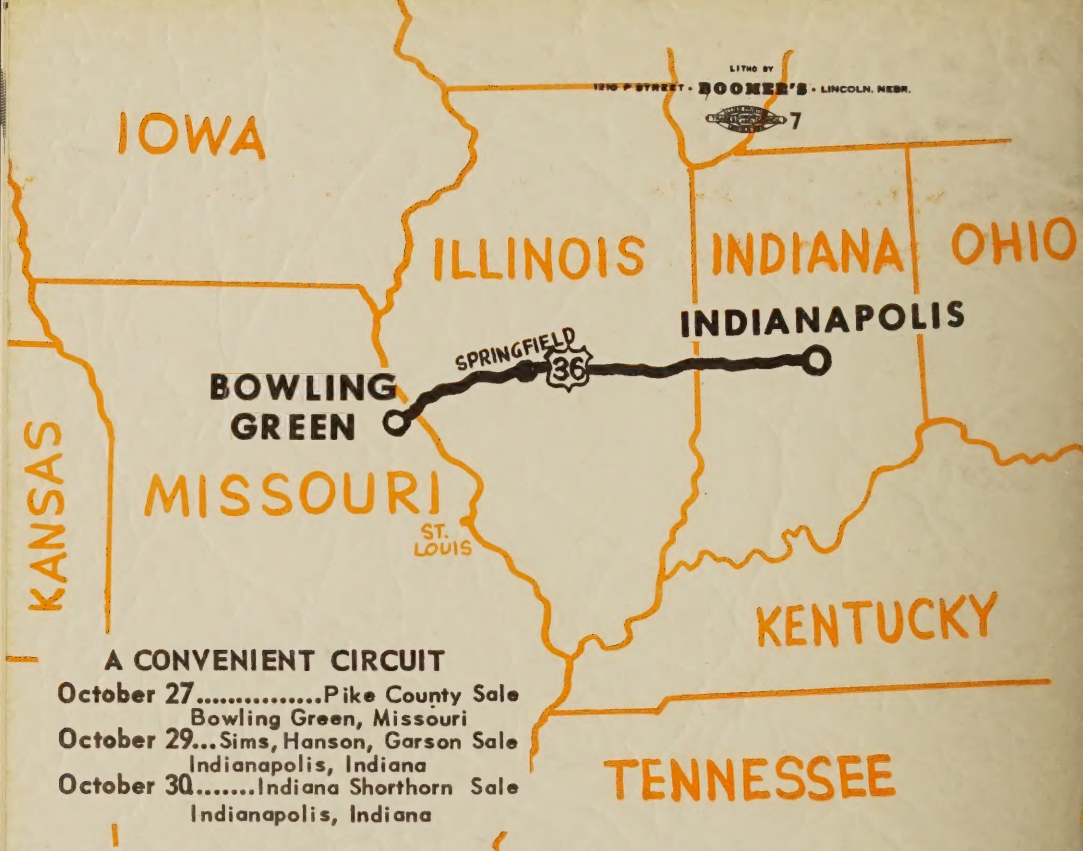 LITHO BY
1210 P STREET · BOOMER'S · LINCOLN, NEBR.
7
IOWA
ILLINOIS
INDIANA
OHIO
INDIANAPOLIS
SPRINGFIELD
36
BOWLING
GREEN
KANSAS
MISSOURI
ST.
LOUIS
KENTUCKY
TENNESSEE
A CONVENIENT CIRCUIT
October 27...............Pike County Sale
Bowling Green, Missouri
October 29...Sims, Hanson, Garson Sale
Indianapolis, Indiana
October 30.......Indiana Shorthorn Sale
Indianapolis, Indiana